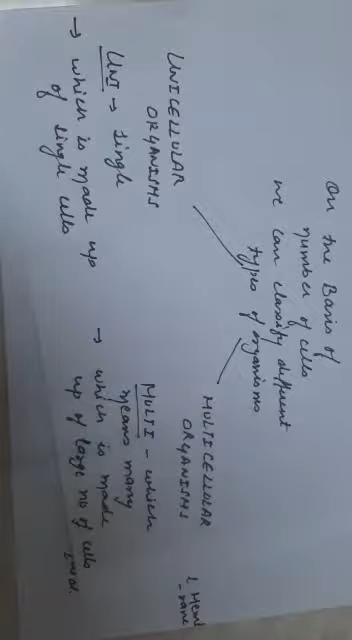 On the Basis of
number of cells
we can classify different
types of organisms
UNICELLULAR
ORGANISMS
UNI → single
→ which is made up
of single cells
MULTICELLULAR
ORGANISMS
MULTI - which
means many
→ which is made
up of large no of cells